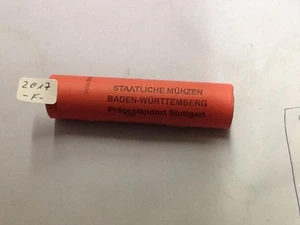 2017
-F-
STAATLICHE MÜNZEN
BADEN-WÜRTTEMBERG
Prägestandort Stuttgart